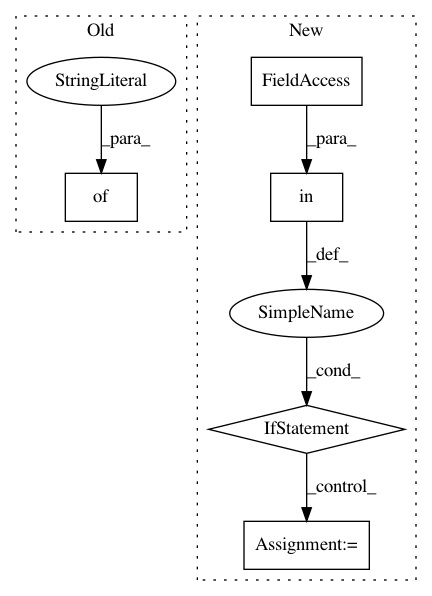 Old
StringLiteral
_para_
of
New
FieldAccess
_para_
in
_def_
SimpleName
_cond_
IfStatement
_control_
Assignment:=